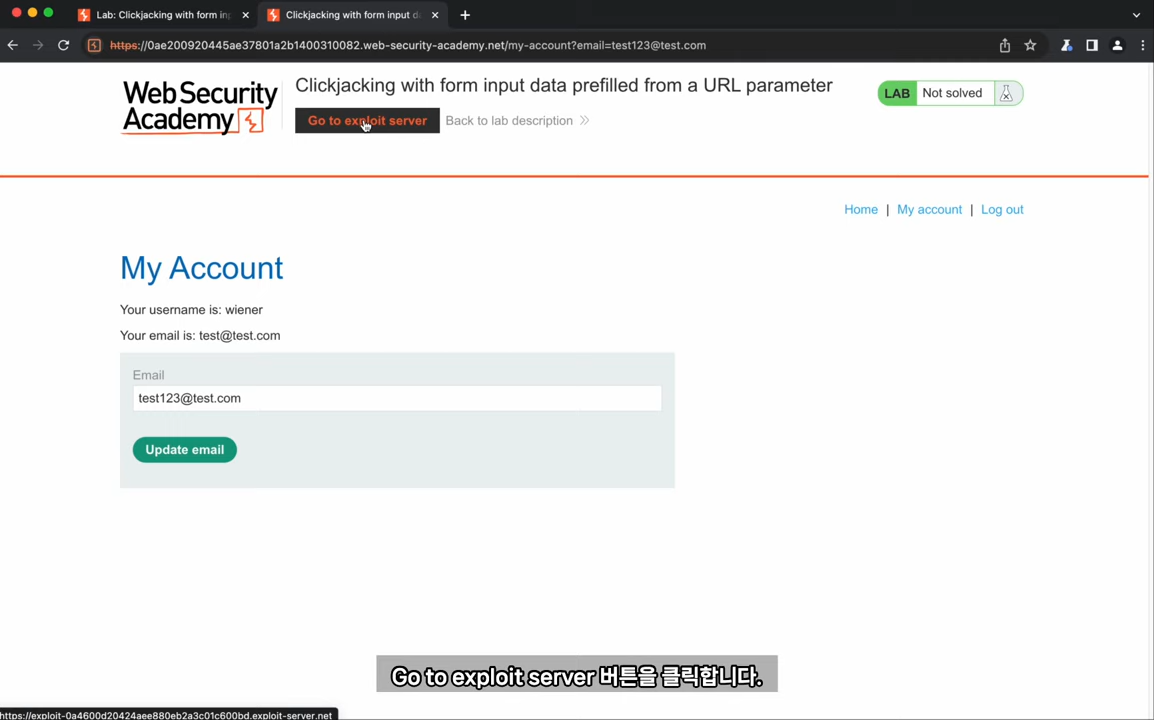 Lab: Clickjacking with form in
Clickjacking with form input da
https://0ae200920445ae37801a2b1400310082.web-security-academy.net/my-account?email=test123@test.com
Web Security
Academy
Clickjacking with form input data prefilled from a URL parameter
Go to exploit server
Back to lab description
LAB
Not solved
Home | My account | Log out
My Account
Your username is: wiener
Your email is: test@test.com
Email
test123@test.com
Update email
Go to exploit server 버튼을 클릭합니다.
https://exploit-0a4600d20424aee880eb2a3c01c600bd.exploit-server.net